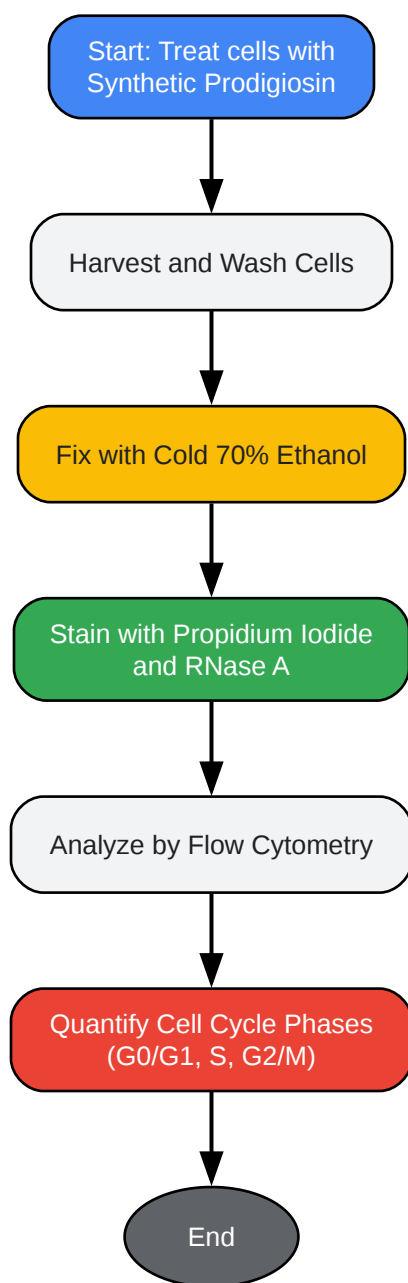 Start: Treat cells with
Synthetic Prodigiosin
Harvest and Wash Cells
Fix with Cold 70% Ethanol
Stain with Propidium Iodide
and RNase A
Analyze by Flow Cytometry
Quantify Cell Cycle Phases
(G0/G1, S, G2/M)
End